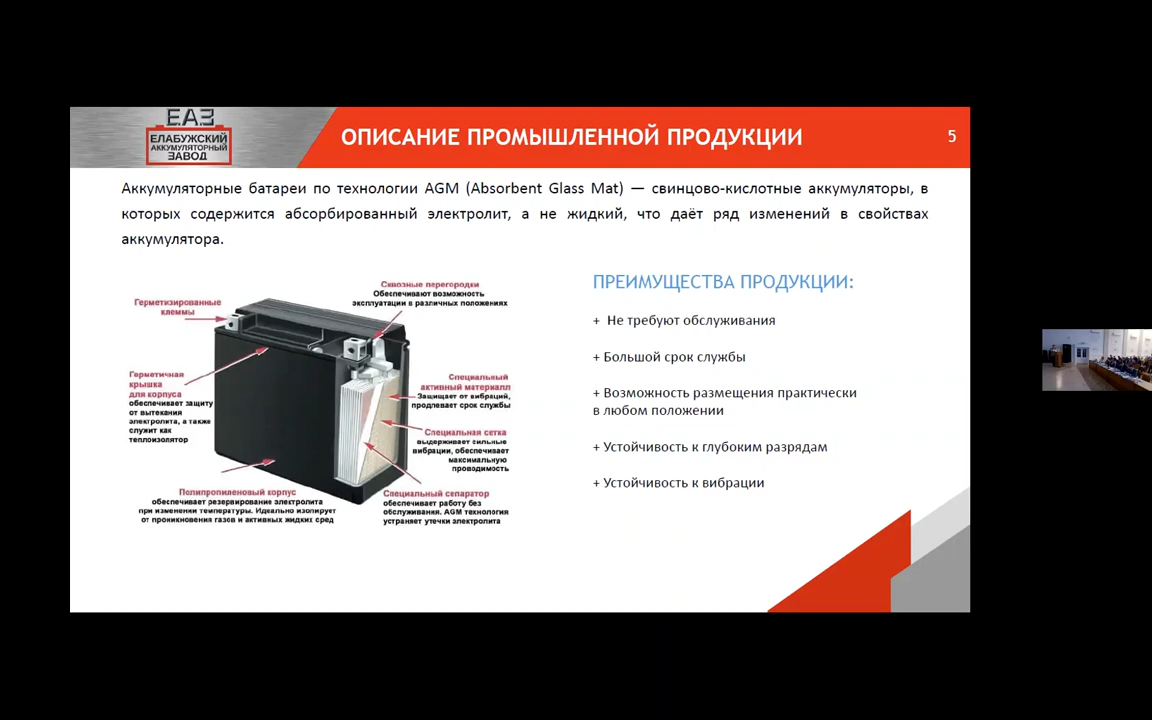 ЕАЗ
ЕЛАБУЖСКИЙ
АККУМУЛЯТОРНЫЙ
ЗАВОД
ОПИСАНИЕ ПРОМЫШЛЕННОЙ ПРОДУКЦИИ
5
Аккумуляторные батареи по технологии AGM (Absorbent Glass Mat) — свинцово-кислотные аккумуляторы, в
которых содержится абсорбированный электролит, а не жидкий, что даёт ряд изменений в свойствах
аккумулятора.
Герметизированные
клеммы
Сквозные перегородки
Обеспечивают возможность
эксплуатации в различных положениях
Герметичная
крышка
для корпуса
обеспечивает защиту
от вытекания
электролита, а также
служит как
теплоизолятор
Специальный
активный материалл
Защищает от вибраций,
продлевает срок службы
Специальная сетка
выдерживает сильные
вибрации, обеспечивает
максимальную
проводимость
Полипропиленовый корпус
обеспечивает резервирование электролита
при изменении температуры. Идеально изолирует
от проникновения газов и активных жидких сред
Специальный сепаратор
обеспечивает работу без
обслуживания. AGM технология
устраняет утечки электролита
ПРЕИМУЩЕСТВА ПРОДУКЦИИ:
+ Не требуют обслуживания
+ Большой срок службы
+ Возможность размещения практически
в любом положении
+ Устойчивость к глубоким разрядам
+ Устойчивость к вибрации